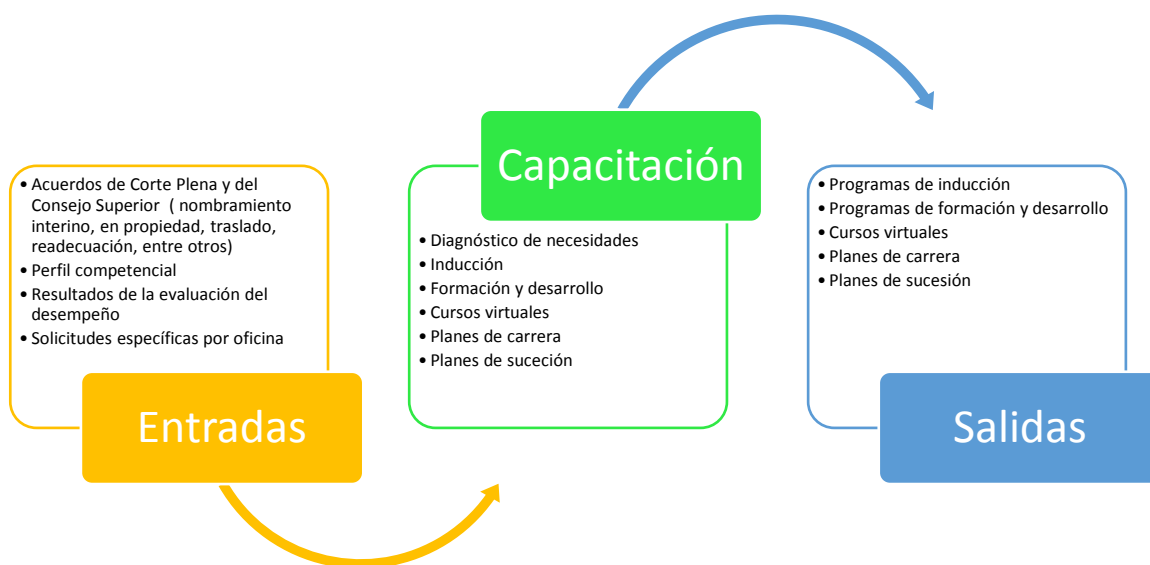 • Acuerdos de Corte Plena y del
Consejo Superior ( nombramiento
interino, en propiedad, traslado,
readecuación, entre otros)
• Perfil competencial
• Resultados de la evaluación del
desempeño
• Solicitudes específicas por oficina
Entradas
Capacitación
• Diagnóstico de necesidades
• Inducción
• Formación y desarrollo
• Cursos virtuales
• Planes de carrera
• Planes de suceción
• Programas de inducción
• Programas de formación y desarrollo
• Cursos virtuales
• Planes de carrera
• Planes de sucesión
Salidas